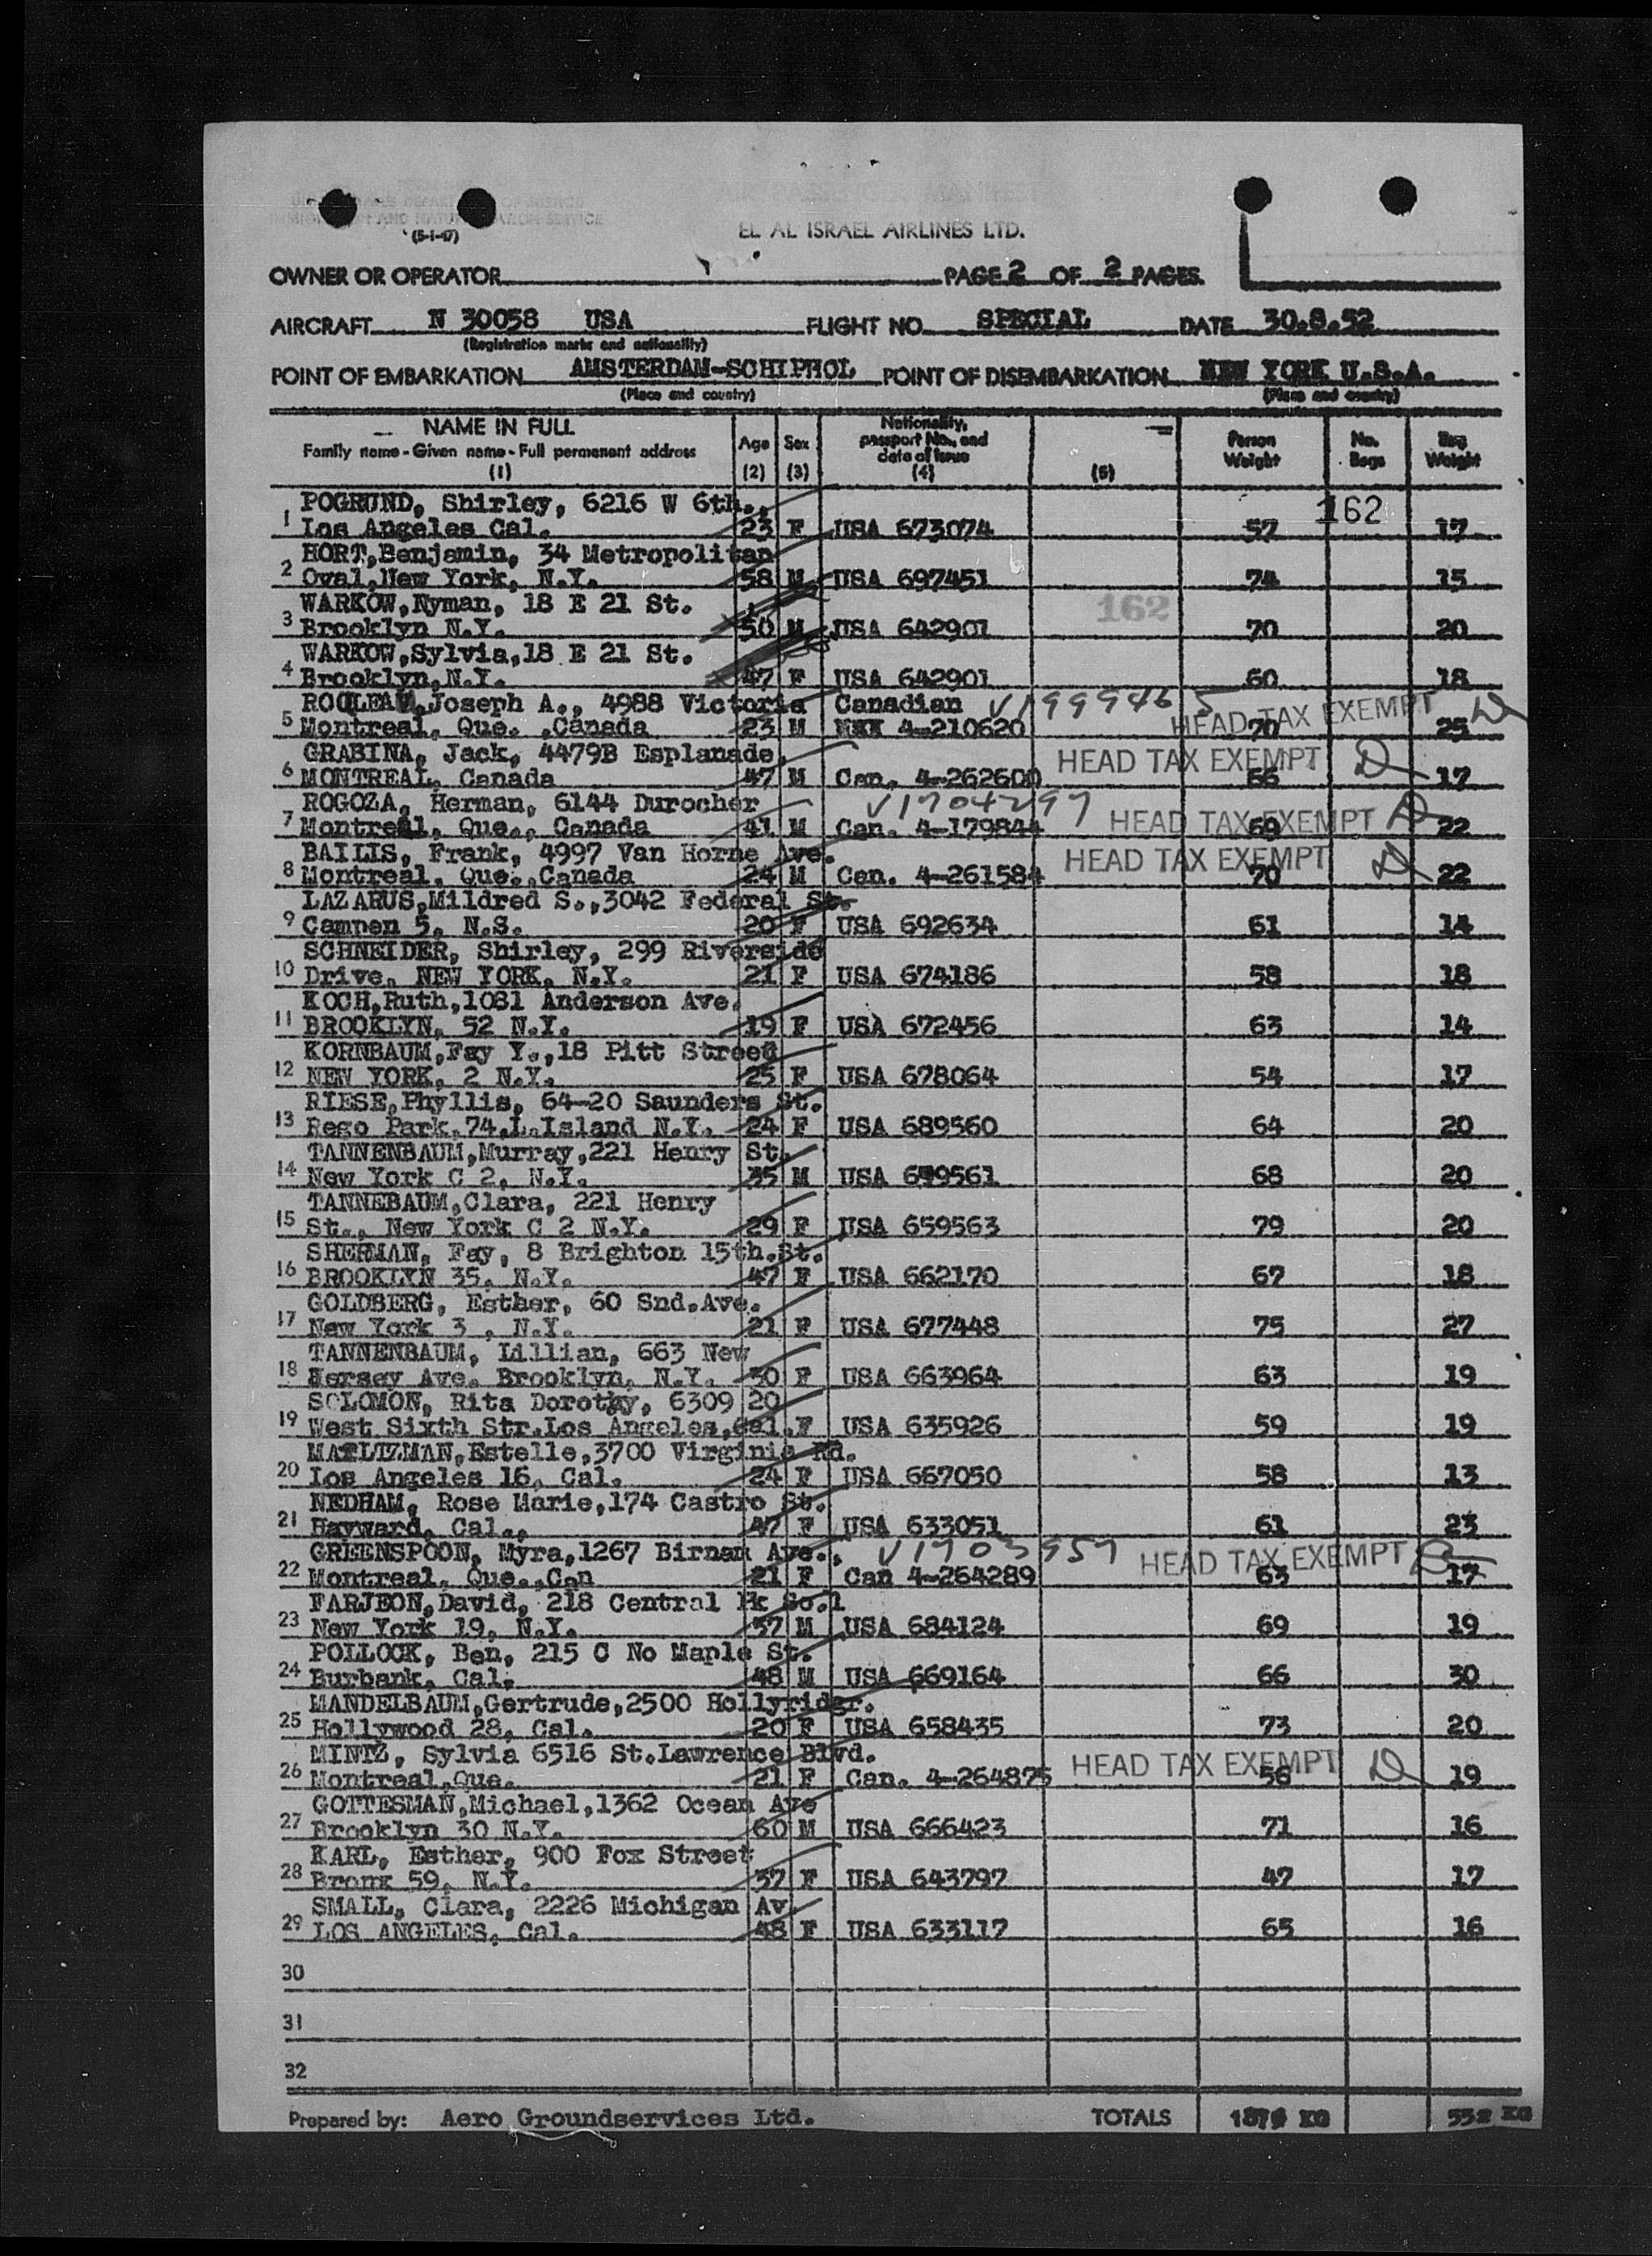 (5-1-47)
EL AL ISRAEL AIRLINES LTD.
OWNER OR OPERATOR PAGE 2 OF 2 PAGES
AIRCRAFT N 30058 USA FLIGHT NO. SPECIAL DATE 30.8.52
(Registration marks and nationality)
POINT OF EMBARKATION AMSTERDAM-SCHIPHOL POINT OF DISEMBARKATION NEW YORK U.S.A.
(Place and country) (Place and country)
NAME IN FULL
Family name - Given name - Full permanent address
(1)
Age
(2)
Sex
(3)
Nationality,
passport No., and
date of issue
(4)
(5)
Person
Weight
No.
Bags
Bag
Weight
POGRUND, Shirley, 6216 W 6th., 162
1 Los Angeles Cal. 23 F USA 673074 57 17
HORT,Benjamin, 34 Metropolitan
2 Oval,New York, N.Y. 58 M USA 697451 74 15
WARKOW,Nyman, 18 E 21 St. 162
3 Brooklyn N.Y. 50 M USA 642901 70 20
WARKOW,Sylvia,18 E 21 St.
4 Brooklyn,N.Y. 47 F USA 642901 60 18
Joseph A., 4988 Victoria Canadian HEAD TAX EXEMPT
5 Montreal, Que. ,Canada 23 M 4-210620 70 25
GRABINA, Jack, 4479B Esplanade, HEAD TAX EXEMPT
6 MONTREAL, Canada 47 M Can. 4-262600 66 17
ROGOZA, Herman, 6144 Durocher V1704297 HEAD TAX EXEMPT
7 Montreal, Que., Canada 41 M Can. 4-179844 69 22
BAILIS, Frank, 4997 Van Horne Ave. HEAD TAX EXEMPT
8 Montreal, Que.,Canada 24 M Can. 4-261584 70 22
LAZARUS,Mildred S.,3042 Federal St.
9 Campen 5, N.S. 20 F USA 692634 61 14
SCHNEIDER, Shirley, 299 Riverside
10 Drive, NEW YORK, N.Y. 21 F USA 674186 58 18
KOCH,Ruth,1081 Anderson Ave.
11 BROOKLYN, 52 N.Y. 19 F USA 672456 63 14
KORNBAUM,Fay Y.,18 Pitt Street
12 NEW YORK, 2 N.Y. 25 F USA 678064 54 17
RIESE,Phyllis, 64-20 Saunders St.
13 Rego Park,74,L.Island N.Y. 24 F USA 689560 64 20
TANNENBAUM,Murray,221 Henry St.
14 New York C 2, N.Y. 35 M USA 659561 68 20
TANNEBAUM,Clara, 221 Henry
15 St., New York C 2 N.Y. 29 F USA 659563 79 20
SHERMAN, Fay, 8 Brighton 15th.St.
16 BROOKLYN 35, N.Y. 47 F USA 662170 67 18
GOLDBERG, Esther, 60 Snd.Ave.
17 New York 3 , N.Y. 21 F USA 677448 75 27
TANNENBAUM, Lillian, 663 New
18 Jersey Ave. Brooklyn, N.Y. 30 F USA 663964 63 19
SOLOMON, Rita Dorothy, 6309 20
19 West Sixth Str.Los Angeles,Cal.F USA 635926 59 19
Estelle,3700 Virginia Rd.
20 Los Angeles 16, Cal. 24 F USA 667050 58 13
NEDHAM, Rose Marie,174 Castro St.
21 Hayward, Cal., 47 F USA 633051 61 23
GREENSPOON, Myra,1267 Birnam Ave., V1703957 HEAD TAX EXEMPT
22 Montreal, Que.,Can 21 F Can 4-264289 63 17
FARJEON,David, 218 Central Pk So.1
23 New York 19, N.Y. 37 M USA 684124 69 19
POLLOCK, Ben, 215 C No Maple St.
24 Burbank, Cal. 48 M USA 669164 66 30
MANDELBAUM,Gertrude,2500 Hollyridgr.
25 Hollywood 28, Cal. 20 F USA 658435 73 20
MINTZ, Sylvia 6516 St.Lawrence Blvd. HEAD TAX EXEMPT
26 Montreal,Que. 21 F Can. 4-264875 56 19
GOTTESMAN,Michael,1362 Ocean Ave
27 Brooklyn 30 N.Y. 60 M USA 666423 71 16
KARL, Esther, 900 Fox Street
28 Bronx 59, N.Y. 37 F USA 643797 47 17
SMALL, Clara, 2226 Michigan Av.
29 LOS ANGELES, Cal. 48 F USA 633117 65 16
30
31
32
Prepared by: Aero Groundservices Ltd. TOTALS KG KG